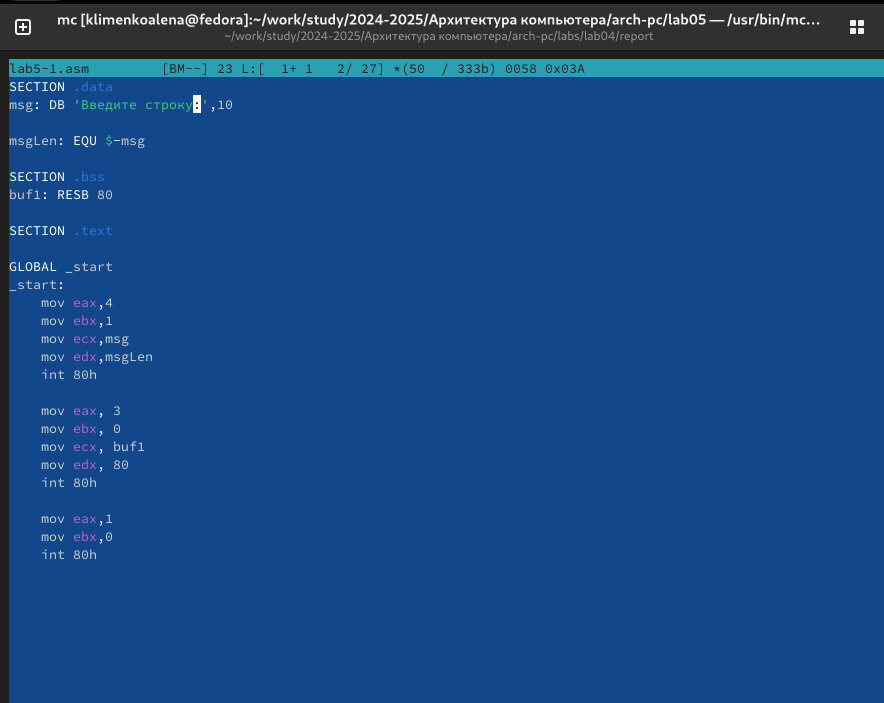 mc [klimenkoalena@fedora]:~/work/study/2024-2025/Архитектура компьютера/arch-pc/lab05 — /usr/bin/mc…
~/work/study/2024-2025/Архитектура компьютера/arch-pc/labs/lab04/report
lab5-1.asm [BM--] 23 L:[ 1+ 1 2/ 27] *(50 / 333b) 0058 0x03A
SECTION .data
msg: DB 'Введите строку:',10
msgLen: EQU $-msg
SECTION .bss
buf1: RESB 80
SECTION .text
GLOBAL _start
_start:
mov eax,4
mov ebx,1
mov ecx,msg
mov edx,msgLen
int 80h
mov eax, 3
mov ebx, 0
mov ecx, buf1
mov edx, 80
int 80h
mov eax,1
mov ebx,0
int 80h